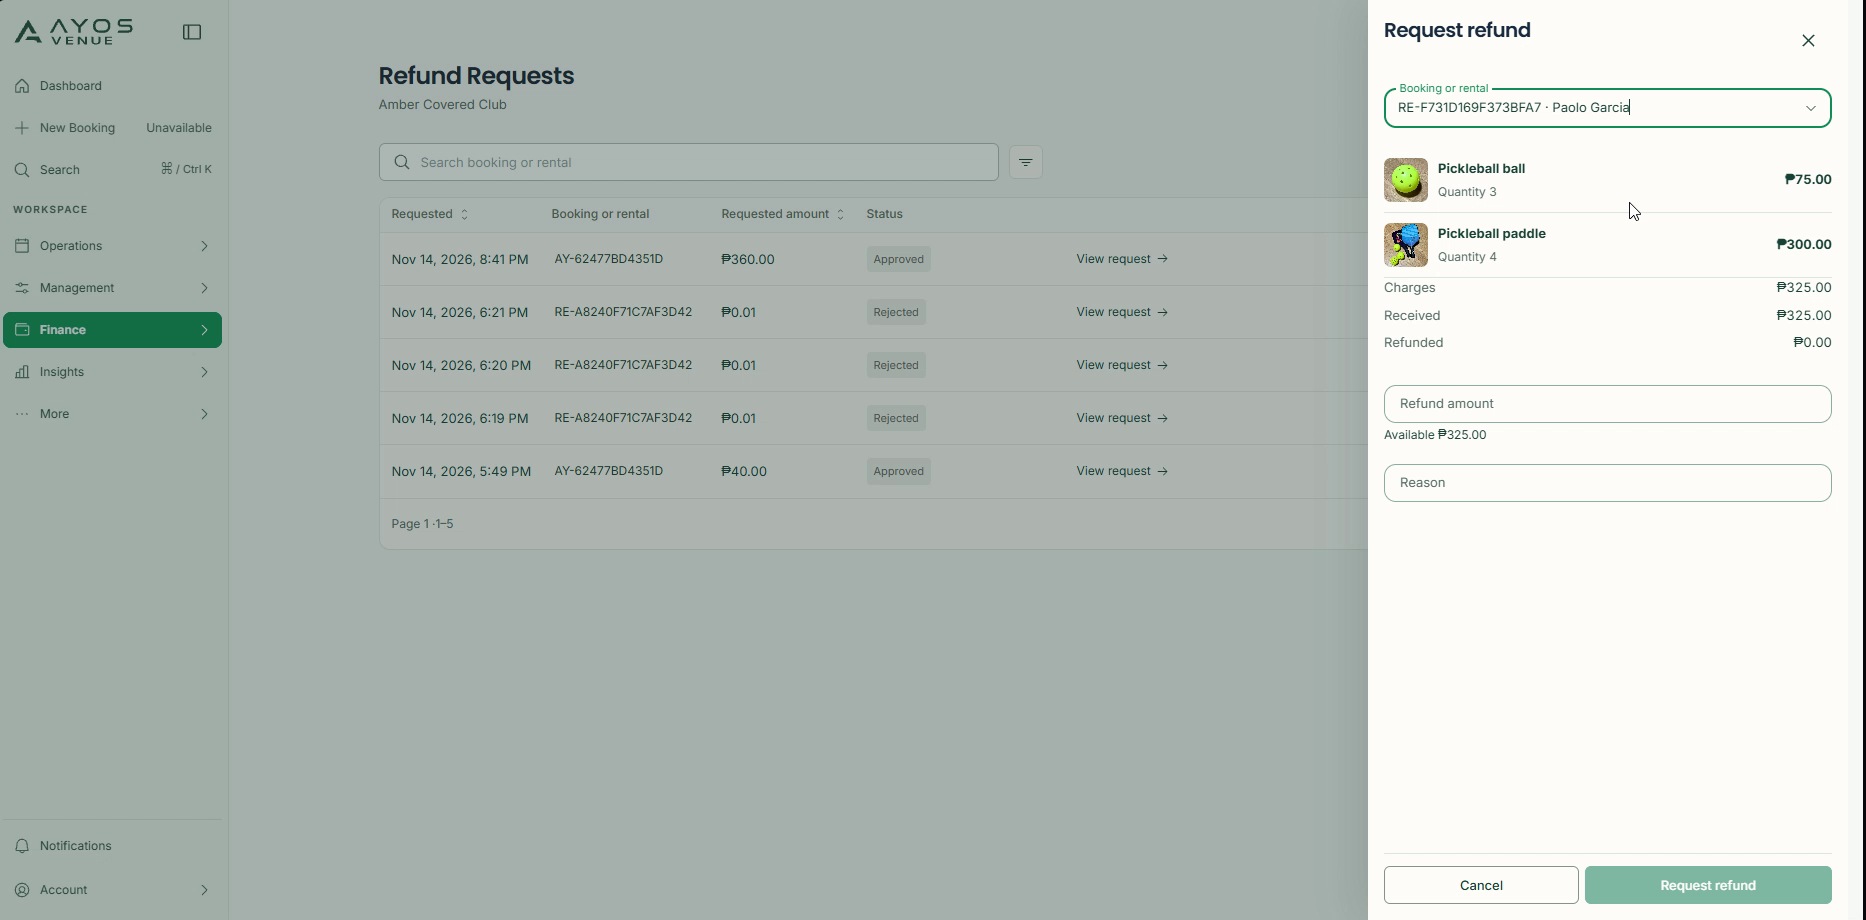 AYOS
VENUE
Dashboard
New Booking Unavailable
Search ⌘ / Ctrl K
WORKSPACE
Operations
Management
Finance
Insights
More
Notifications
Account
Refund Requests
Amber Covered Club
Search booking or rental
Requested Booking or rental Requested amount Status
Nov 14, 2026, 8:41 PM AY-62477BD4351D ₱360.00 Approved View request →
Nov 14, 2026, 6:21 PM RE-A8240F71C7AF3D42 ₱0.01 Rejected View request →
Nov 14, 2026, 6:20 PM RE-A8240F71C7AF3D42 ₱0.01 Rejected View request →
Nov 14, 2026, 6:19 PM RE-A8240F71C7AF3D42 ₱0.01 Rejected View request →
Nov 14, 2026, 5:49 PM AY-62477BD4351D ₱40.00 Approved View request →
Page 1 ·1–5
Request refund
Booking or rental
RE-F731D169F373BFA7 · Paolo Garcia
Pickleball ball
Quantity 3
₱75.00
Pickleball paddle
Quantity 4
₱300.00
Charges ₱325.00
Received ₱325.00
Refunded ₱0.00
Refund amount
Available ₱325.00
Reason
Cancel Request refund